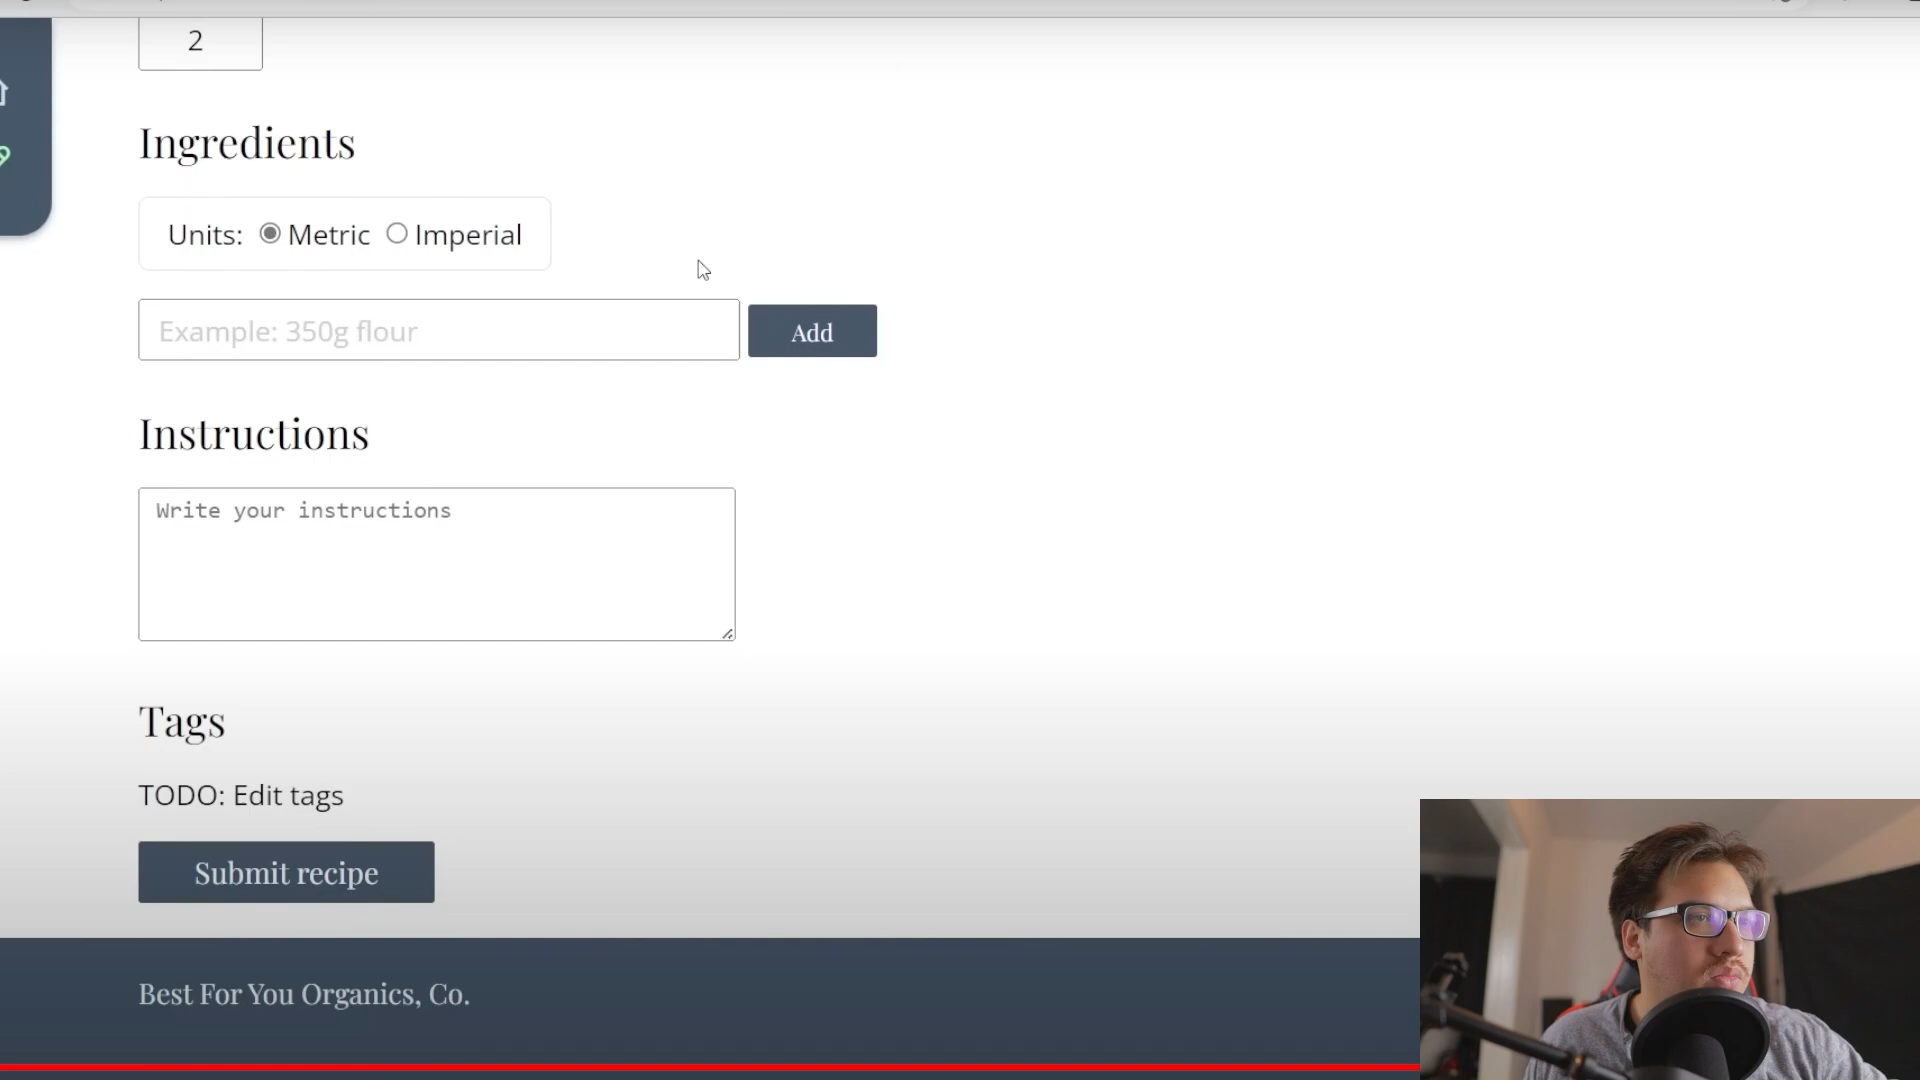 2
Ingredients
Units: Metric Imperial
Example: 350g flour
Add
Instructions
Write your instructions
Tags
TODO: Edit tags
Submit recipe
Best For You Organics, Co.